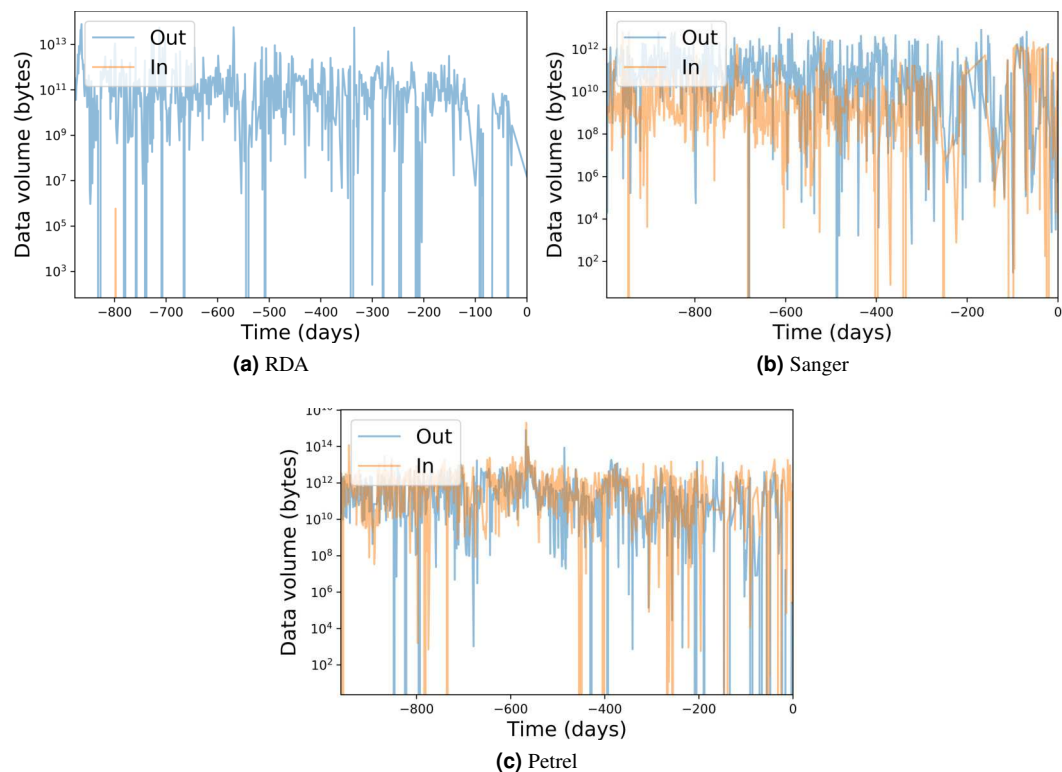 Out
In
10^13
10^11
10^9
10^7
10^5
10^3
Data volume (bytes)
−800 −700 −600 −500 −400 −300 −200 −100 0
Time (days)
(a) RDA
Out
In
10^12
10^10
10^8
10^6
10^4
10^2
Data volume (bytes)
−800 −600 −400 −200 0
Time (days)
(b) Sanger
Out
In
10^16
10^14
10^12
10^10
10^8
10^6
10^4
10^2
Data volume (bytes)
−800 −600 −400 −200 0
Time (days)
(c) Petrel